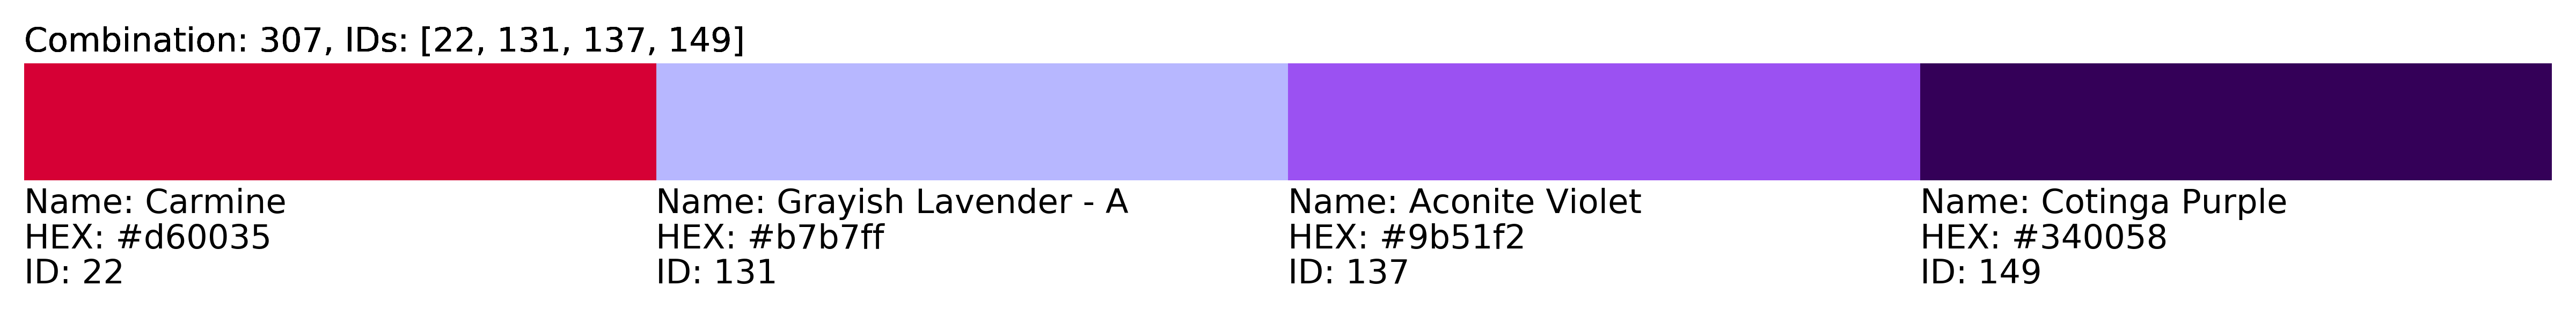 Combination: 307, IDs: [22, 131, 137, 149]
Name: Carmine
HEX: #d60035
ID: 22
Name: Grayish Lavender - A
HEX: #b7b7ff
ID: 131
Name: Aconite Violet
HEX: #9b51f2
ID: 137
Name: Cotinga Purple
HEX: #340058
ID: 149